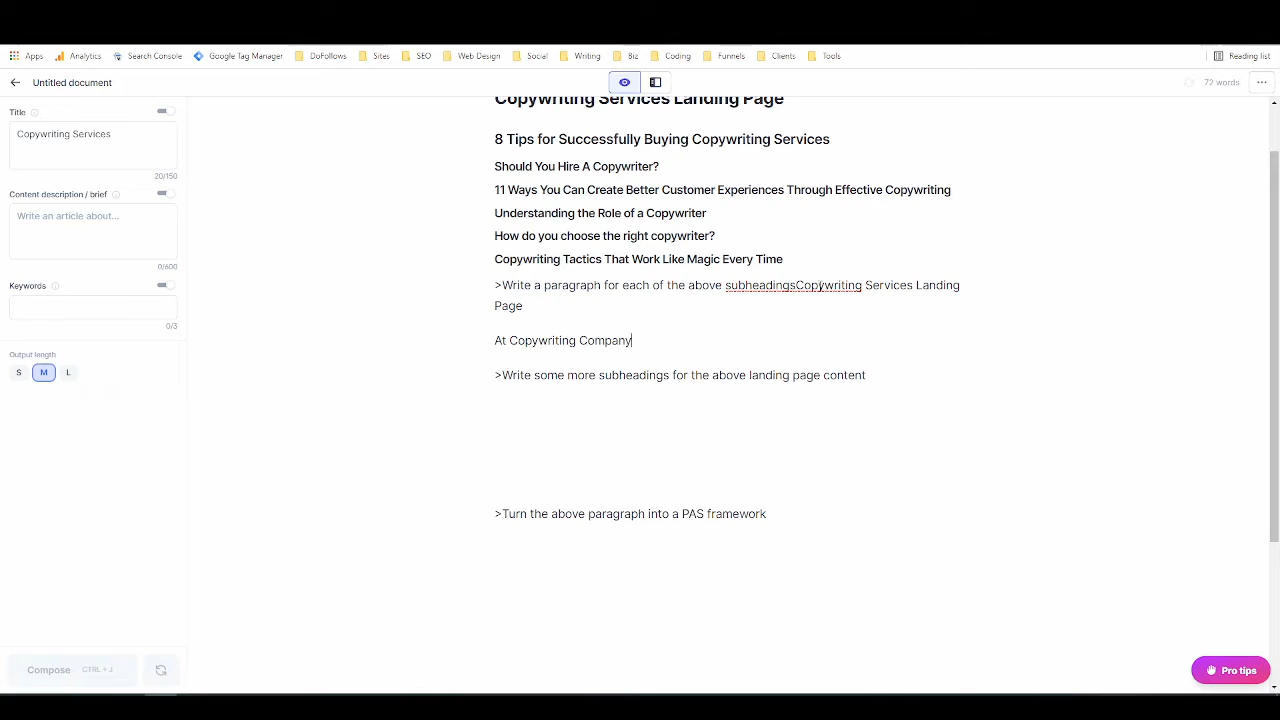 Apps Analytics Search Console Google Tag Manager DoFollows Sites SEO Web Design Social Writing Biz Coding Funnels Clients Tools Reading list
Untitled document
72 words
Title
Copywriting Services
20/150
Content description / brief
Write an article about...
0/600
Keywords
0/3
Output length
S M L
Compose CTRL + J
Copywriting Services Landing Page
8 Tips for Successfully Buying Copywriting Services
Should You Hire A Copywriter?
11 Ways You Can Create Better Customer Experiences Through Effective Copywriting
Understanding the Role of a Copywriter
How do you choose the right copywriter?
Copywriting Tactics That Work Like Magic Every Time
>Write a paragraph for each of the above subheadingsCopywriting Services Landing
Page
At Copywriting Company
>Write some more subheadings for the above landing page content
>Turn the above paragraph into a PAS framework
Pro tips